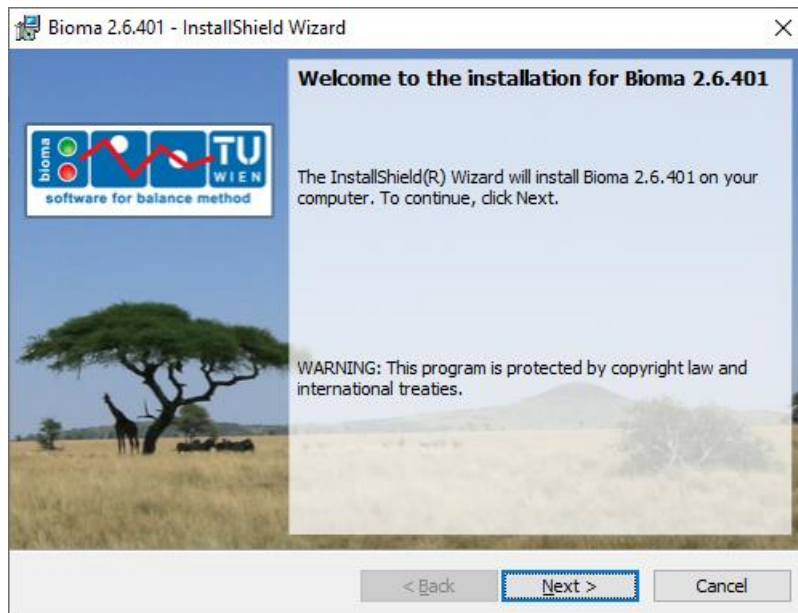 Bioma 2.6.401 - InstallShield Wizard
Welcome to the installation for Bioma 2.6.401
bioma
TU
WIEN
software for balance method
The InstallShield(R) Wizard will install Bioma 2.6.401 on your
computer. To continue, click Next.
WARNING: This program is protected by copyright law and
international treaties.
< Back
Next >
Cancel